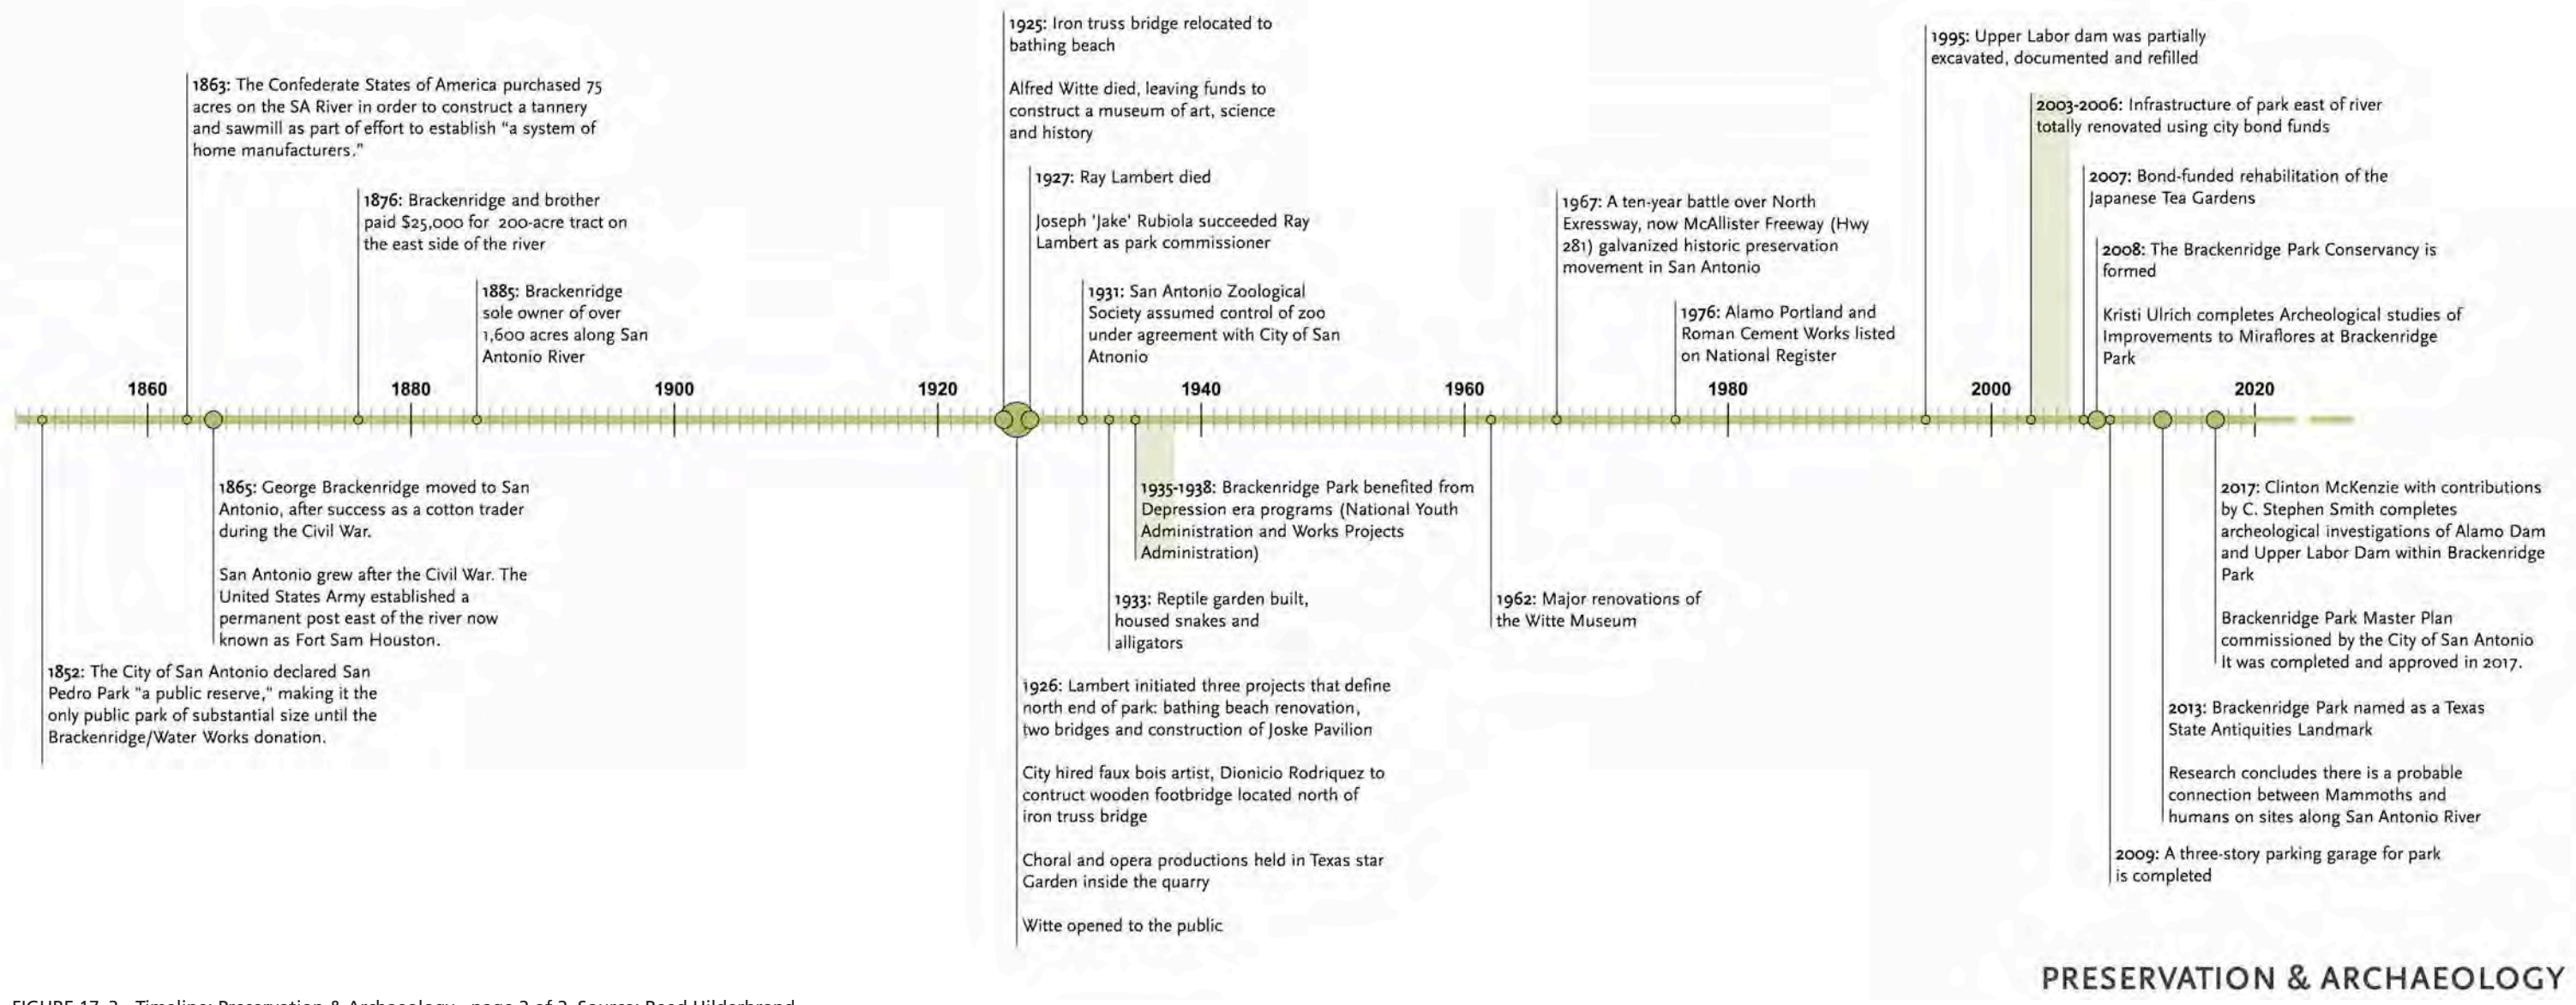 1925: Iron truss bridge relocated to
bathing beach
Alfred Witte died, leaving funds to
construct a museum of art, science
and history
1995: Upper Labor dam was partially
excavated, documented and refilled
1863: The Confederate States of America purchased 75
acres on the SA River in order to construct a tannery
and sawmill as part of effort to establish “a system of
home manufacturers.”
2003-2006: Infrastructure of park east of river
totally renovated using city bond funds
1927: Ray Lambert died
Joseph 'Jake' Rubiola succeeded Ray
Lambert as park commissioner
2007: Bond-funded rehabilitation of the
Japanese Tea Gardens
1876: Brackenridge and brother
paid $25,000 for 200-acre tract on
the east side of the river
1967: A ten-year battle over North
Exressway, now McAllister Freeway (Hwy
281) galvanized historic preservation
movement in San Antonio
2008: The Brackenridge Park Conservancy is
formed
Kristi Ulrich completes Archeological studies of
Improvements to Miraflores at Brackenridge
Park
1885: Brackenridge
sole owner of over
1,600 acres along San
Antonio River
1931: San Antonio Zoological
Society assumed control of zoo
under agreement with City of San
Atnonio
1976: Alamo Portland and
Roman Cement Works listed
on National Register
1860 1880 1900 1920 1940 1960 1980 2000 2020
1865: George Brackenridge moved to San
Antonio, after success as a cotton trader
during the Civil War.
San Antonio grew after the Civil War. The
United States Army established a
permanent post east of the river now
known as Fort Sam Houston.
1935-1938: Brackenridge Park benefited from
Depression era programs (National Youth
Administration and Works Projects
Administration)
2017: Clinton McKenzie with contributions
by C. Stephen Smith completes
archeological investigations of Alamo Dam
and Upper Labor Dam within Brackenridge
Park
Brackenridge Park Master Plan
commissioned by the City of San Antonio
It was completed and approved in 2017.
1933: Reptile garden built,
housed snakes and
alligators
1962: Major renovations of
the Witte Museum
1852: The City of San Antonio declared San
Pedro Park "a public reserve," making it the
only public park of substantial size until the
Brackenridge/Water Works donation.
1926: Lambert initiated three projects that define
north end of park: bathing beach renovation,
two bridges and construction of Joske Pavilion
City hired faux bois artist, Dionicio Rodriquez to
contruct wooden footbridge located north of
iron truss bridge
Choral and opera productions held in Texas star
Garden inside the quarry
Witte opened to the public
2013: Brackenridge Park named as a Texas
State Antiquities Landmark
Research concludes there is a probable
connection between Mammoths and
humans on sites along San Antonio River
2009: A three-story parking garage for park
is completed
PRESERVATION & ARCHAEOLOGY